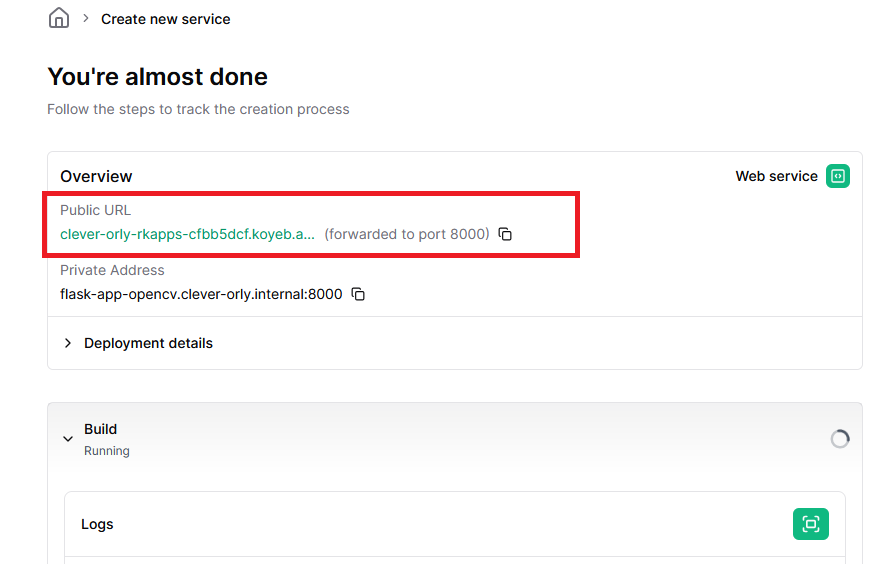 Create new service
You're almost done
Follow the steps to track the creation process
Overview
Web service
Public URL
clever-orly-rkapps-cfbb5dcf.koyeb.a... (forwarded to port 8000)
Private Address
flask-app-opencv.clever-orly.internal:8000
Deployment details
Build
Running
Logs